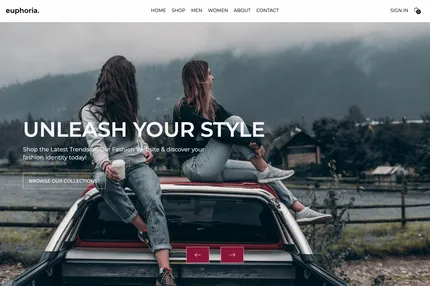 euphoria.
HOME SHOP MEN WOMEN ABOUT CONTACT
SIGN IN
UNLEASH YOUR STYLE
Shop the Latest Trends on Our Fashion Website & discover your
fashion identity today!
BROWSE OUR COLLECTIONS